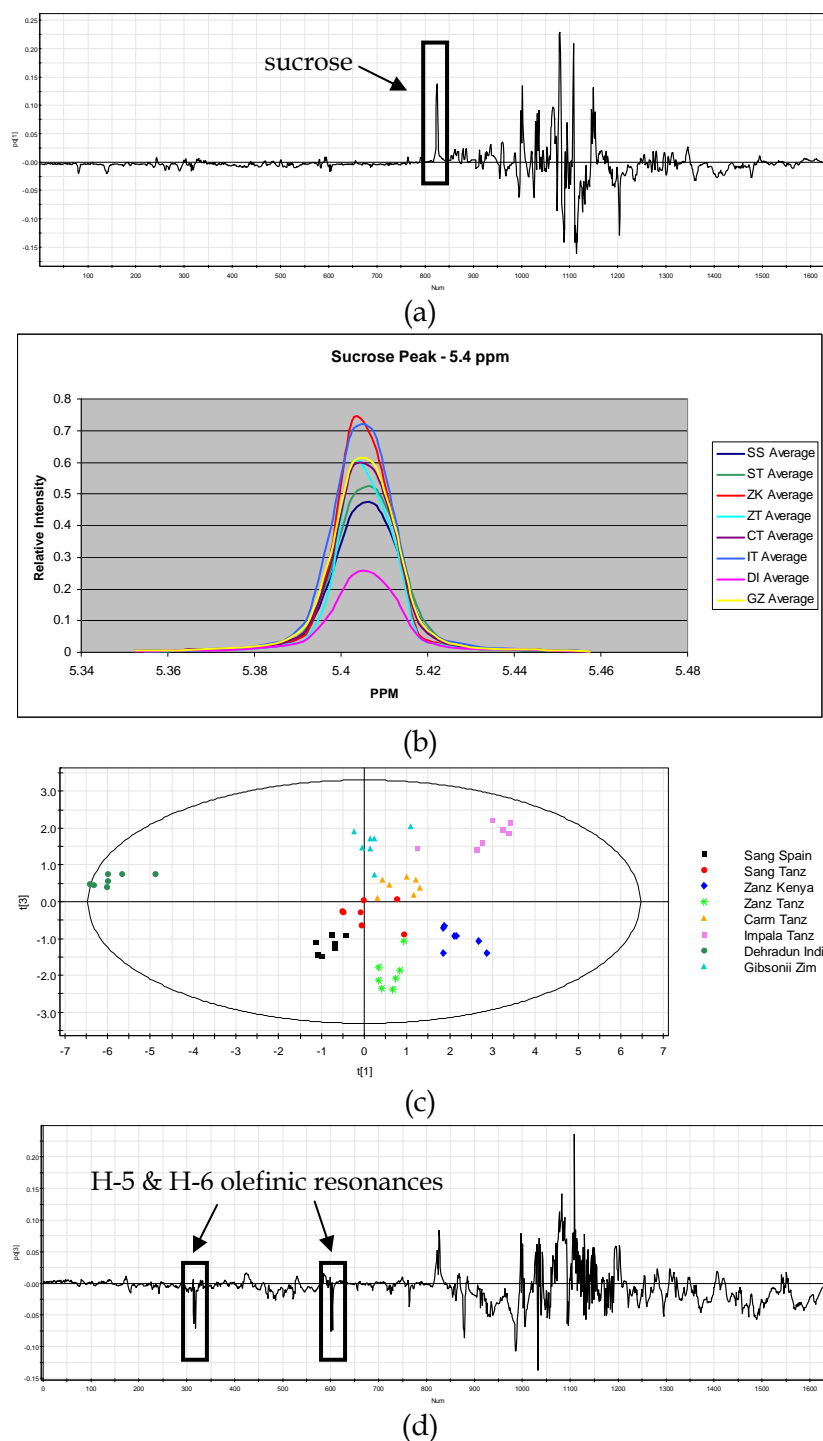 sucrose
0.25
0.20
0.15
0.10
0.05
-0.00
-0.05
-0.10
-0.15
pc[1]
100 200 300 400 500 600 700 800 900 1000 1100 1200 1300 1400 1500 1600
Num
(a)
Sucrose Peak - 5.4 ppm
0.8
0.7
0.6
0.5
0.4
0.3
0.2
0.1
0
Relative Intensity
5.34 5.36 5.38 5.4 5.42 5.44 5.46 5.48
PPM
SS Average
ST Average
ZK Average
ZT Average
CT Average
IT Average
DI Average
GZ Average
(b)
3.0
2.0
1.0
0.0
-1.0
-2.0
-3.0
t[3]
-7 -6 -5 -4 -3 -2 -1 0 1 2 3 4 5 6 7
t[1]
Sang Spain
Sang Tanz
Zanz Kenya
Zanz Tanz
Carm Tanz
Impala Tanz
Dehradun Indi
Gibsonii Zim
(c)
H-5 & H-6 olefinic resonances
0.20
0.15
0.10
0.05
-0.00
-0.05
-0.10
-0.15
pc[3]
0 100 200 300 400 500 600 700 800 900 1000 1100 1200 1300 1400 1500 1600
Num
(d)